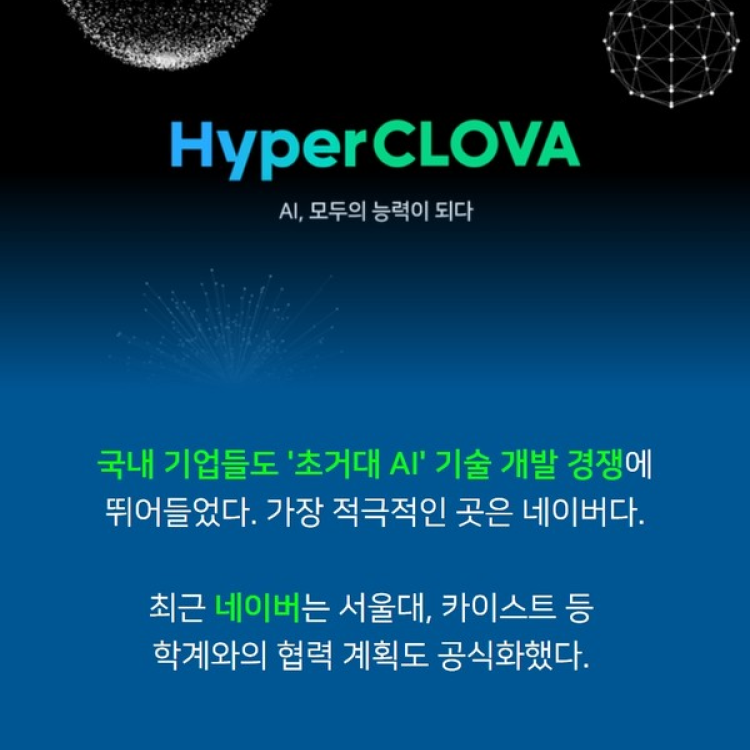 HyperCLOVA
AI, 모두의 능력이 되다
국내 기업들도 '초거대 AI' 기술 개발 경쟁에
뛰어들었다. 가장 적극적인 곳은 네이버다.
최근 네이버는 서울대, 카이스트 등
학계와의 협력 계획도 공식화했다.